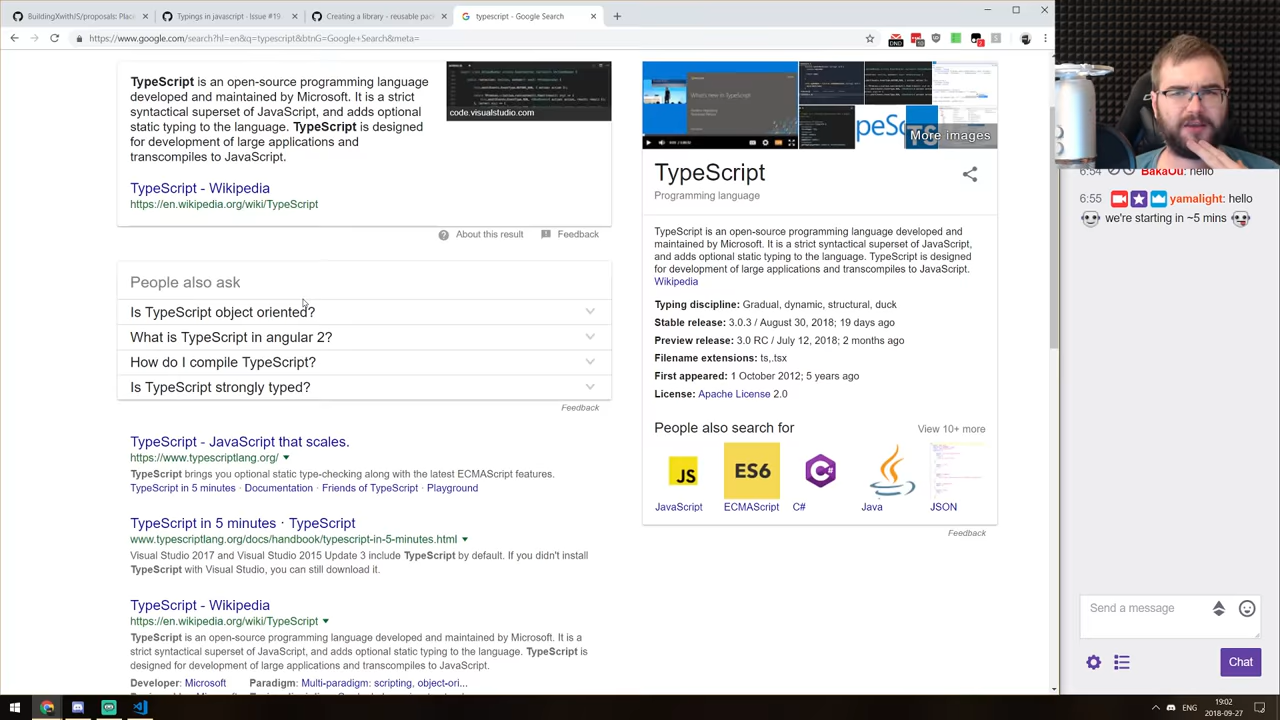 BuildingXwithJS/proposals: Plac
Typings in javascript · Issue #19
Creating a library - reusable pac
typescript - Google Search
https://www.google.com/search?hl=en&q=typescript&btnG=Google+Search&meta=
TypeScript is an open-source programming language
developed and maintained by Microsoft. It is a strict
syntactical superset of JavaScript, and adds optional
static typing to the language. TypeScript is designed
for development of large applications and
transcompiles to JavaScript.
code.visualstudio.com
TypeScript - Wikipedia
https://en.wikipedia.org/wiki/TypeScript
About this result
Feedback
People also ask
Is TypeScript object oriented?
What is TypeScript in angular 2?
How do I compile TypeScript?
Is TypeScript strongly typed?
Feedback
TypeScript - JavaScript that scales.
https://www.typescriptlang.org/
TypeScript brings you optional static type-checking along with the latest ECMAScript features.
TypeScript in 5 minutes · Documentation · Friends of TypeScript · Playground
TypeScript in 5 minutes · TypeScript
www.typescriptlang.org/docs/handbook/typescript-in-5-minutes.html
Visual Studio 2017 and Visual Studio 2015 Update 3 include TypeScript by default. If you didn't install
TypeScript with Visual Studio, you can still download it.
TypeScript - Wikipedia
https://en.wikipedia.org/wiki/TypeScript
TypeScript is an open-source programming language developed and maintained by Microsoft. It is a
strict syntactical superset of JavaScript, and adds optional static typing to the language. TypeScript is
designed for development of large applications and transcompiles to JavaScript.
Developer: Microsoft Paradigm: Multi-paradigm: scripting, object-ori...
What's new in TypeScript
TS
More images
TypeScript
Programming language
TypeScript is an open-source programming language developed and
maintained by Microsoft. It is a strict syntactical superset of JavaScript,
and adds optional static typing to the language. TypeScript is designed
for development of large applications and transcompiles to JavaScript.
Wikipedia
Typing discipline: Gradual, dynamic, structural, duck
Stable release: 3.0.3 / August 30, 2018; 19 days ago
Preview release: 3.0 RC / July 12, 2018; 2 months ago
Filename extensions: ts,.tsx
First appeared: 1 October 2012; 5 years ago
License: Apache License 2.0
People also search for
View 10+ more
JS
ES6
C#
JavaScript
ECMAScript
C#
Java
JSON
Feedback
6:54 BakaOu: hello
6:55 yamalight: hello
we're starting in ~5 mins
Send a message
Chat
ENG
19:02
2018-09-27